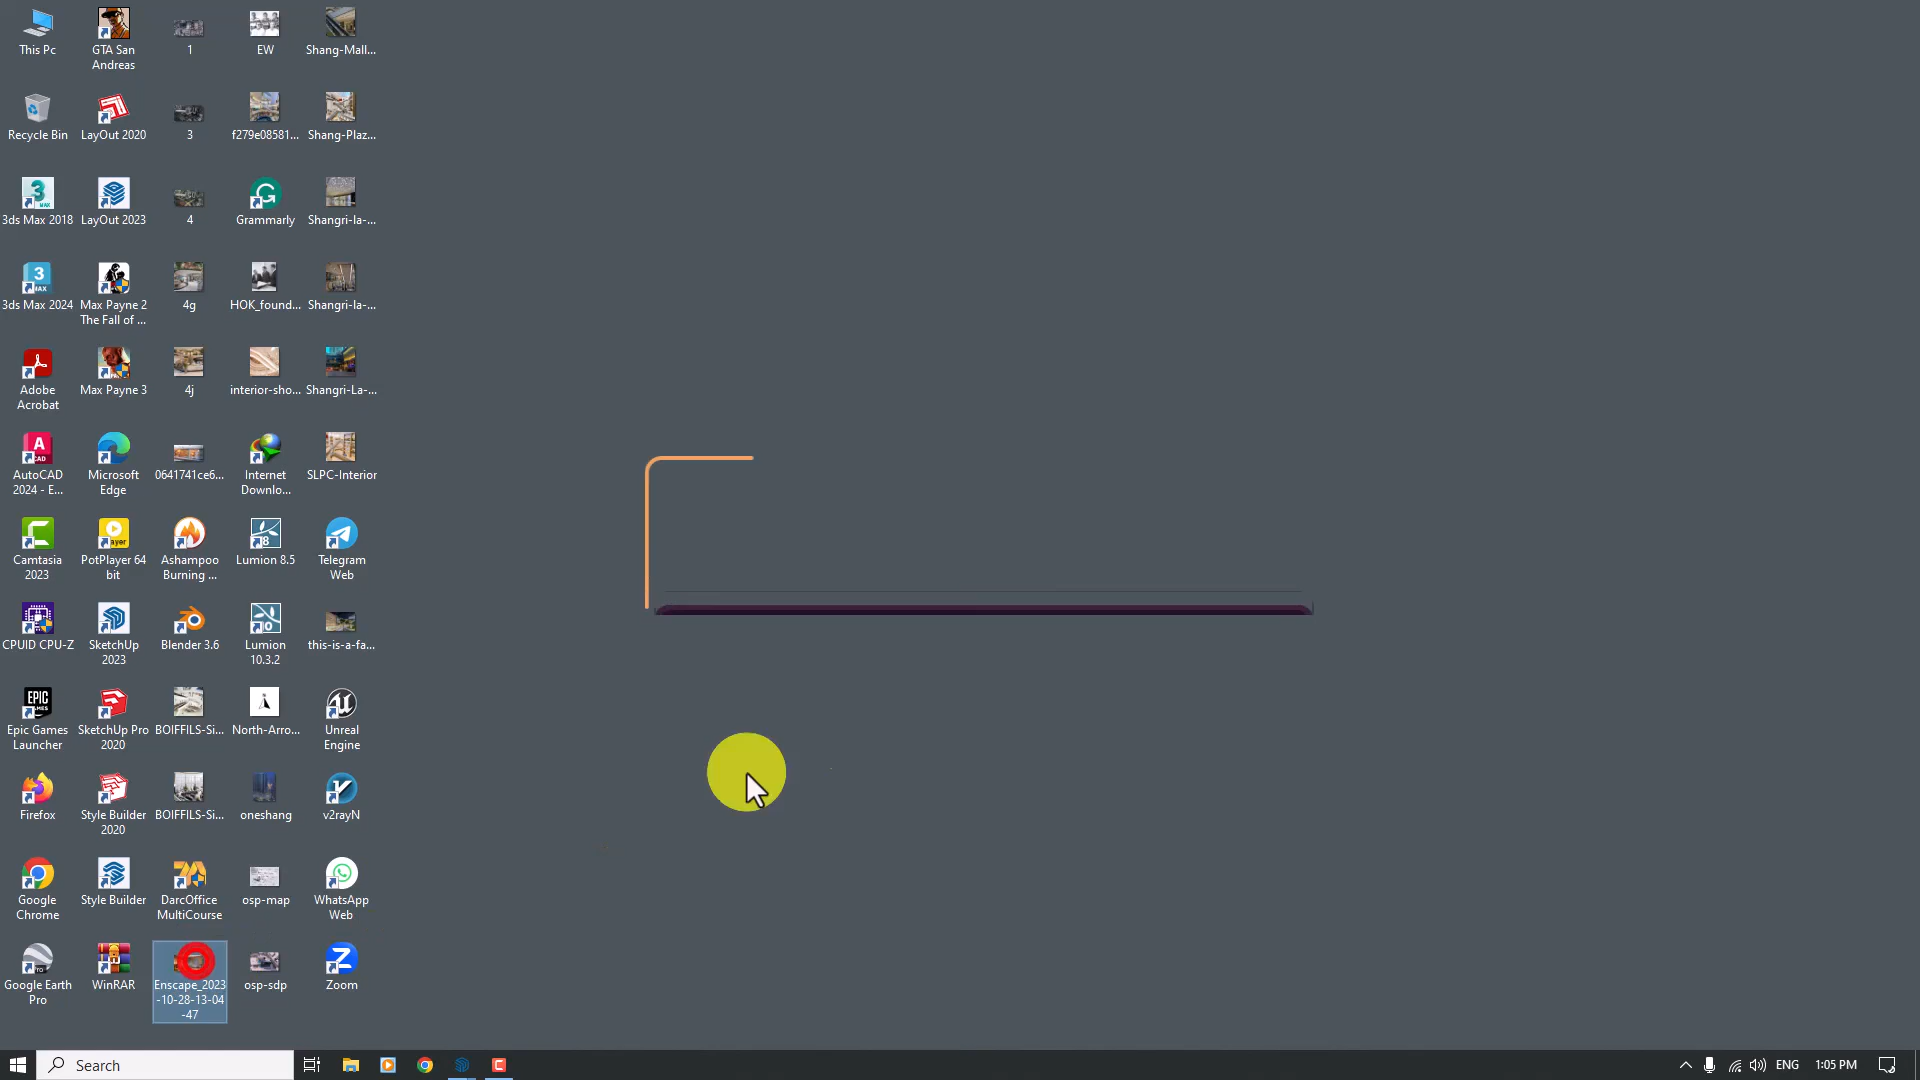 This Pc
GTA San
Andreas
1
EW
Shang-Mall...
Recycle Bin
LayOut 2020
3
f279e08581...
Shang-Plaz...
3ds Max 2018
LayOut 2023
4
Grammarly
Shangri-la-...
3ds Max 2024
Max Payne 2
The Fall of ...
4g
HOK_found...
Shangri-la-...
Adobe
Acrobat
Max Payne 3
4j
interior-sho...
Shangri-La-...
AutoCAD
2024 - E...
Microsoft
Edge
0641741ce6...
Internet
Downlo...
SLPC-Interior
Camtasia
2023
PotPlayer 64
bit
Ashampoo
Burning ...
Lumion 8.5
Telegram
Web
CPUID CPU-Z
SketchUp
2023
Blender 3.6
Lumion
10.3.2
this-is-a-fa...
Epic Games
Launcher
SketchUp Pro
2020
BOIFFILS-Si...
North-Arro...
Unreal
Engine
Firefox
Style Builder
2020
BOIFFILS-Si...
oneshang
v2rayN
Google
Chrome
Style Builder
DarcOffice
MultiCourse
osp-map
WhatsApp
Web
Google Earth
Pro
WinRAR
Enscape_2023
-10-28-13-04
-47
osp-sdp
Zoom
Search
ENG
1:05 PM